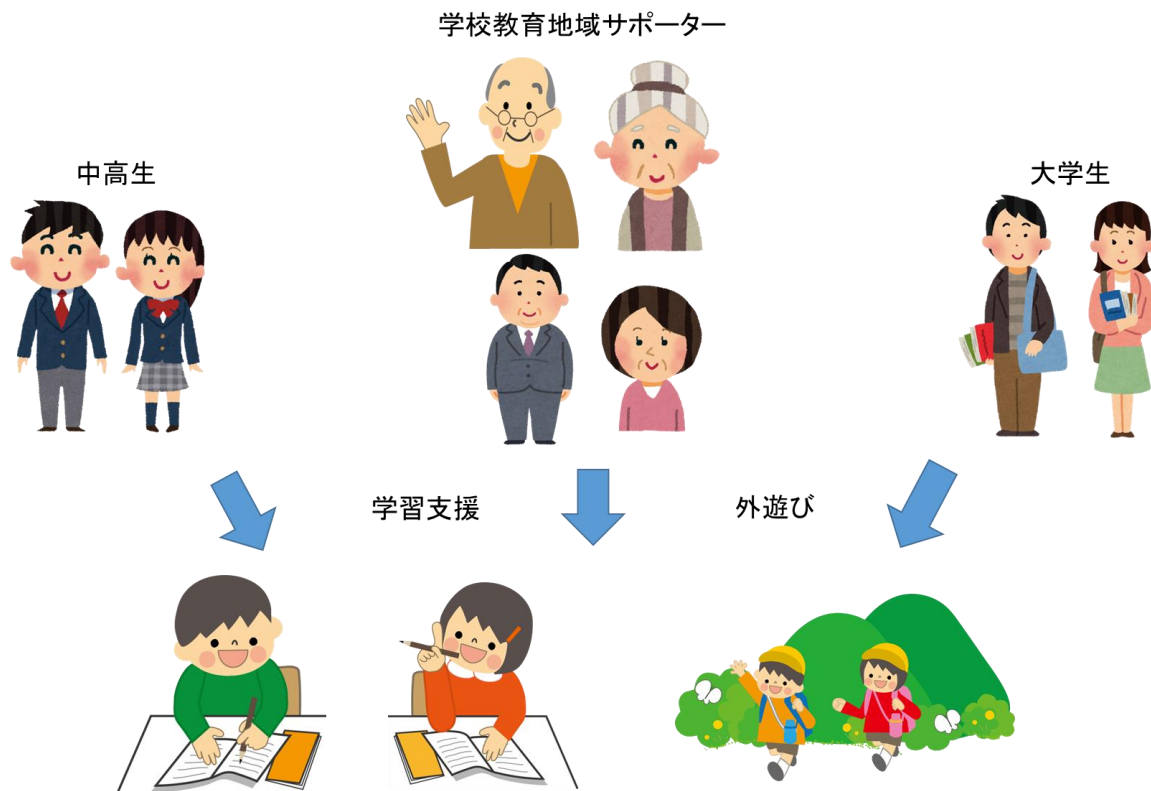 学校教育地域サポーター
中高生
大学生
学習支援
外遊び